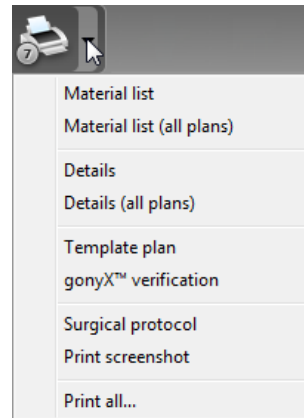 7
Material list
Material list (all plans)
Details
Details (all plans)
Template plan
gonyX™ verification
Surgical protocol
Print screenshot
Print all...